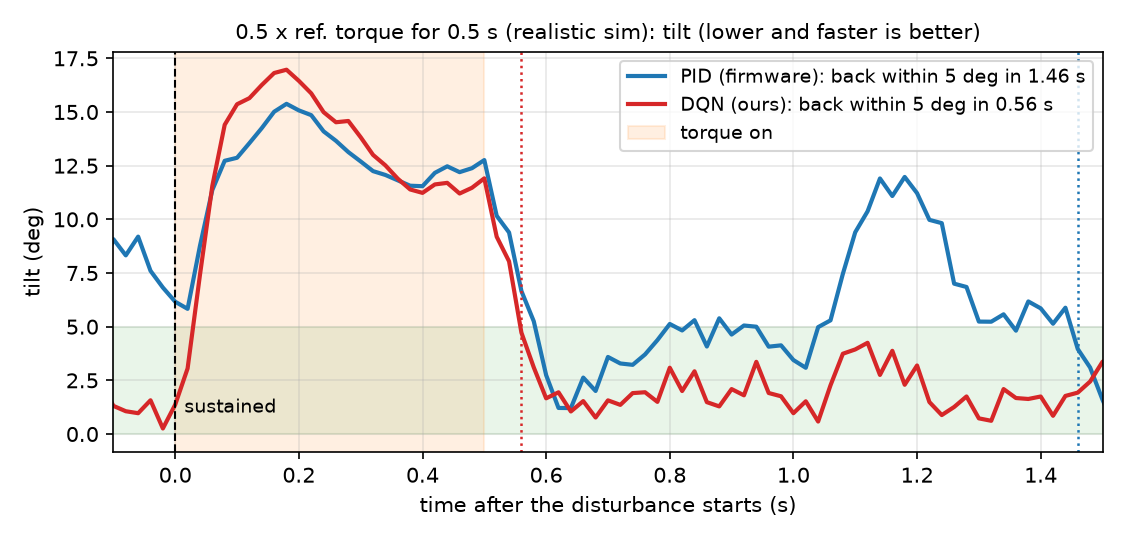 0.5 x ref. torque for 0.5 s (realistic sim): tilt (lower and faster is better)
PID (firmware): back within 5 deg in 1.46 s
DQN (ours): back within 5 deg in 0.56 s
torque on
tilt (deg)
17.5
15.0
12.5
10.0
7.5
5.0
2.5
0.0
sustained
0.0 0.2 0.4 0.6 0.8 1.0 1.2 1.4
time after the disturbance starts (s)